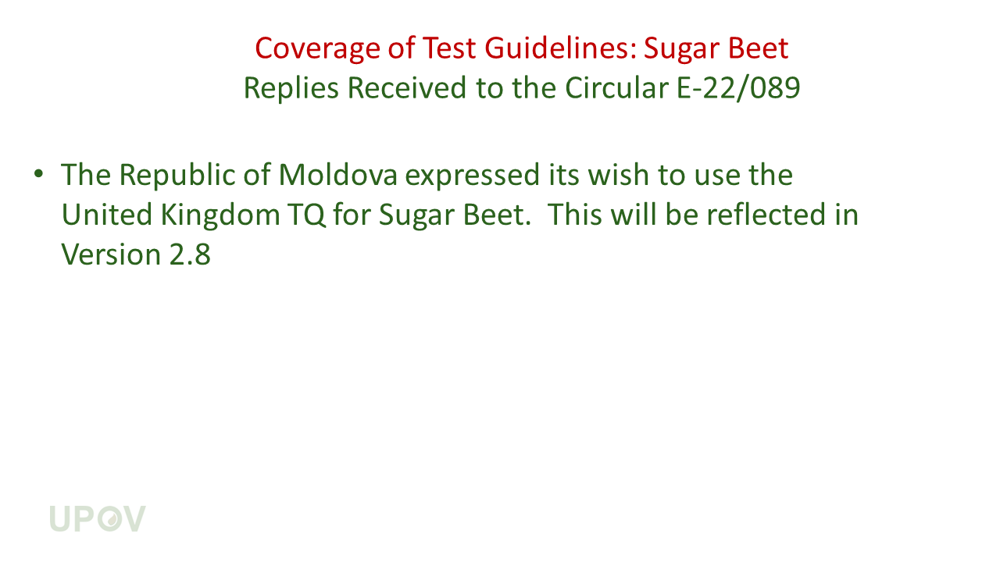 Coverage of Test Guidelines: Sugar Beet
Replies Received to the Circular E-22/089
• The Republic of Moldova expressed its wish to use the
United Kingdom TQ for Sugar Beet.  This will be reflected in
Version 2.8
UPOV